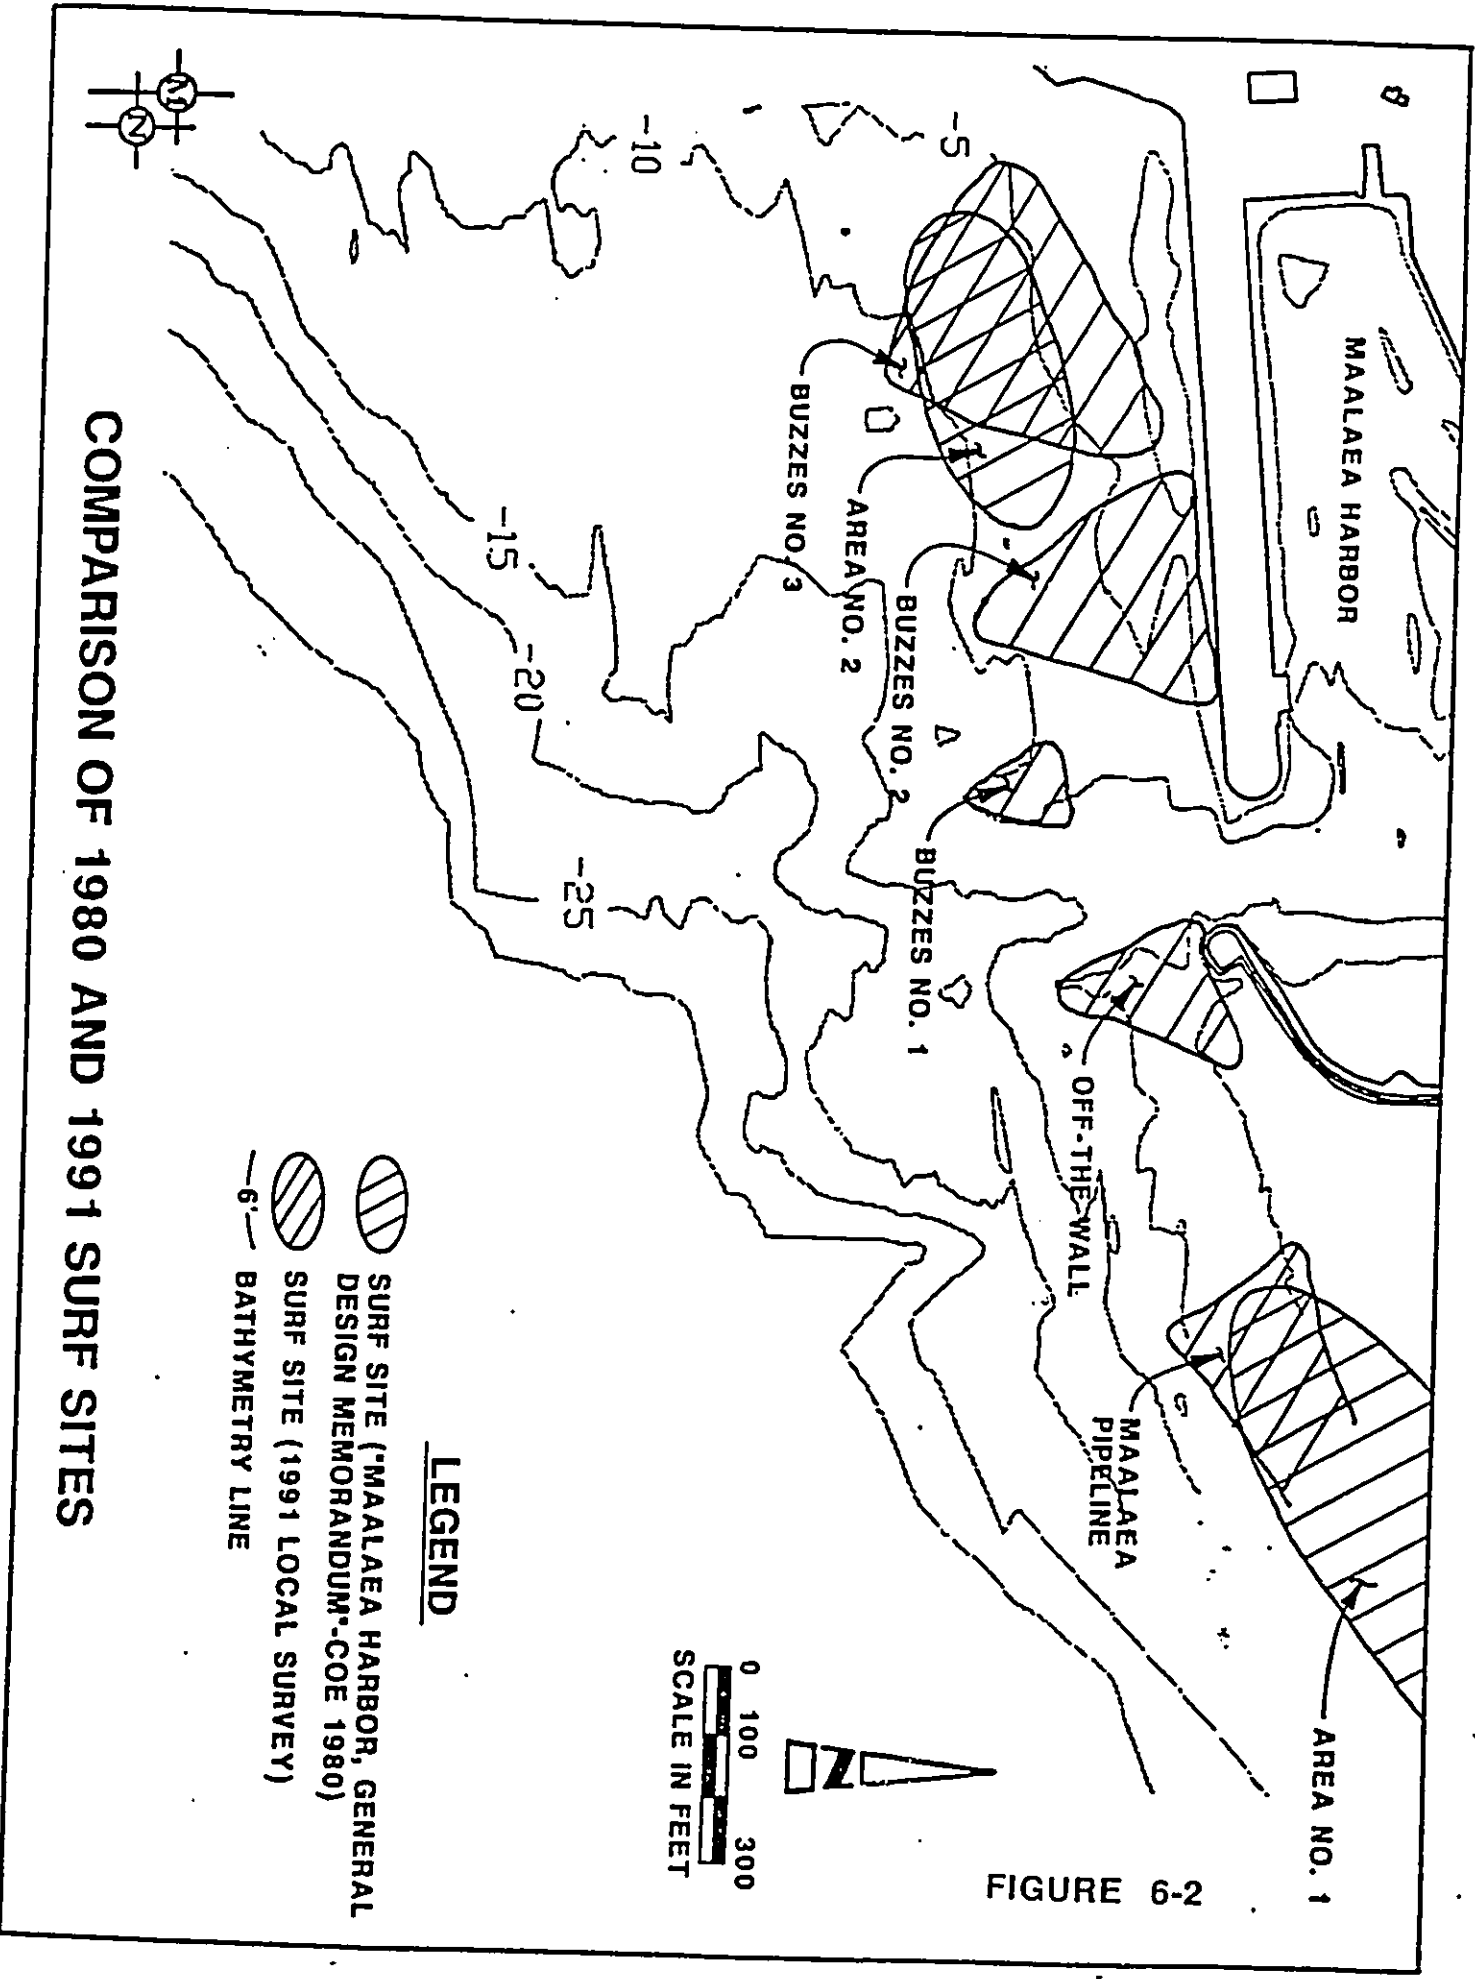 MAALAEA HARBOR
-5
-10
-15
-20
-25
BUZZES NO. 3
AREA NO. 2
BUZZES NO. 2
BUZZES NO. 1
OFF-THE-WALL
MAALAEA
PIPELINE
AREA NO. 1
FIGURE 6-2
N
0 100 300
SCALE IN FEET
LEGEND
SURF SITE ("MAALAEA HARBOR, GENERAL
DESIGN MEMORANDUM"-COE 1980)
SURF SITE (1991 LOCAL SURVEY)
6' BATHYMETRY LINE
M
N
COMPARISON OF 1980 AND 1991 SURF SITES